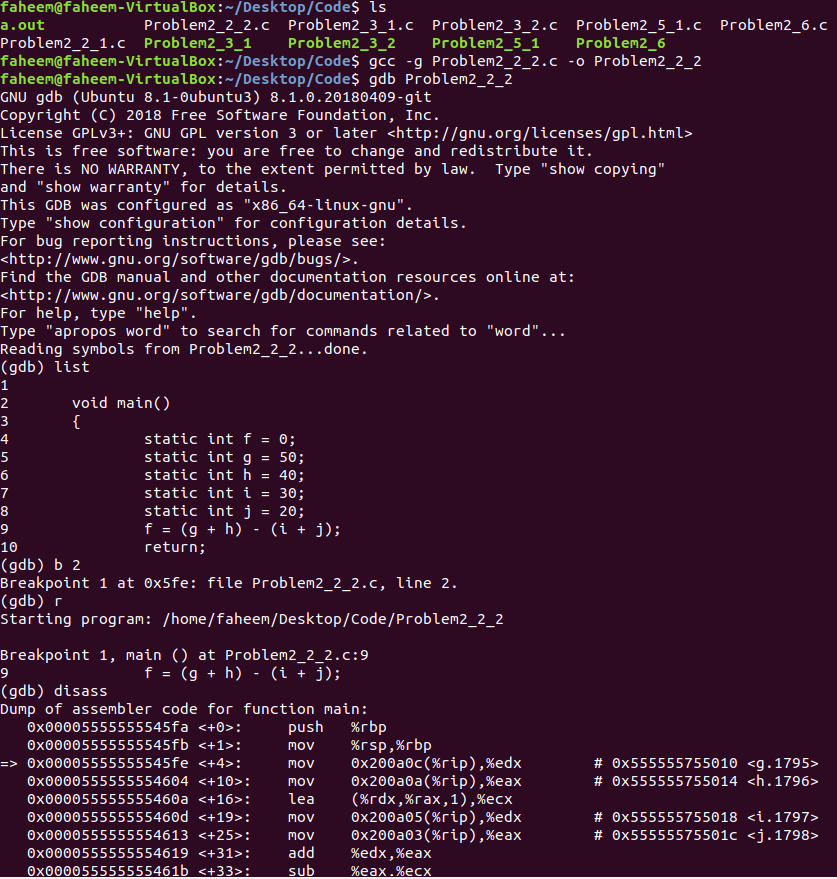 faheem@faheem-VirtualBox:~/Desktop/Code$ ls
a.out            Problem2_2_2.c  Problem2_3_1.c  Problem2_3_2.c  Problem2_5_1.c  Problem2_6.c
Problem2_2_1.c  Problem2_3_1    Problem2_3_2    Problem2_5_1    Problem2_6
faheem@faheem-VirtualBox:~/Desktop/Code$ gcc -g Problem2_2_2.c -o Problem2_2_2
faheem@faheem-VirtualBox:~/Desktop/Code$ gdb Problem2_2_2
GNU gdb (Ubuntu 8.1-0ubuntu3) 8.1.0.20180409-git
Copyright (C) 2018 Free Software Foundation, Inc.
License GPLv3+: GNU GPL version 3 or later <http://gnu.org/licenses/gpl.html>
This is free software: you are free to change and redistribute it.
There is NO WARRANTY, to the extent permitted by law.  Type "show copying"
and "show warranty" for details.
This GDB was configured as "x86_64-linux-gnu".
Type "show configuration" for configuration details.
For bug reporting instructions, please see:
<http://www.gnu.org/software/gdb/bugs/>.
Find the GDB manual and other documentation resources online at:
<http://www.gnu.org/software/gdb/documentation/>.
For help, type "help".
Type "apropos word" to search for commands related to "word"...
Reading symbols from Problem2_2_2...done.
(gdb) list
1
2       void main()
3       {
4               static int f = 0;
5               static int g = 50;
6               static int h = 40;
7               static int i = 30;
8               static int j = 20;
9               f = (g + h) - (i + j);
10              return;
(gdb) b 2
Breakpoint 1 at 0x5fe: file Problem2_2_2.c, line 2.
(gdb) r
Starting program: /home/faheem/Desktop/Code/Problem2_2_2
Breakpoint 1, main () at Problem2_2_2.c:9
9               f = (g + h) - (i + j);
(gdb) disass
Dump of assembler code for function main:
   0x00005555555545fa <+0>:     push   %rbp
   0x00005555555545fb <+1>:     mov    %rsp,%rbp
=> 0x00005555555545fe <+4>:     mov    0x200a0c(%rip),%edx        # 0x555555755010 <g.1795>
   0x0000555555554604 <+10>:    mov    0x200a0a(%rip),%eax        # 0x555555755014 <h.1796>
   0x000055555555460a <+16>:    lea    (%rdx,%rax,1),%ecx
   0x000055555555460d <+19>:    mov    0x200a05(%rip),%edx        # 0x555555755018 <i.1797>
   0x0000555555554613 <+25>:    mov    0x200a03(%rip),%eax        # 0x55555575501c <j.1798>
   0x0000555555554619 <+31>:    add    %edx,%eax
   0x000055555555461b <+33>:    sub    %eax,%ecx